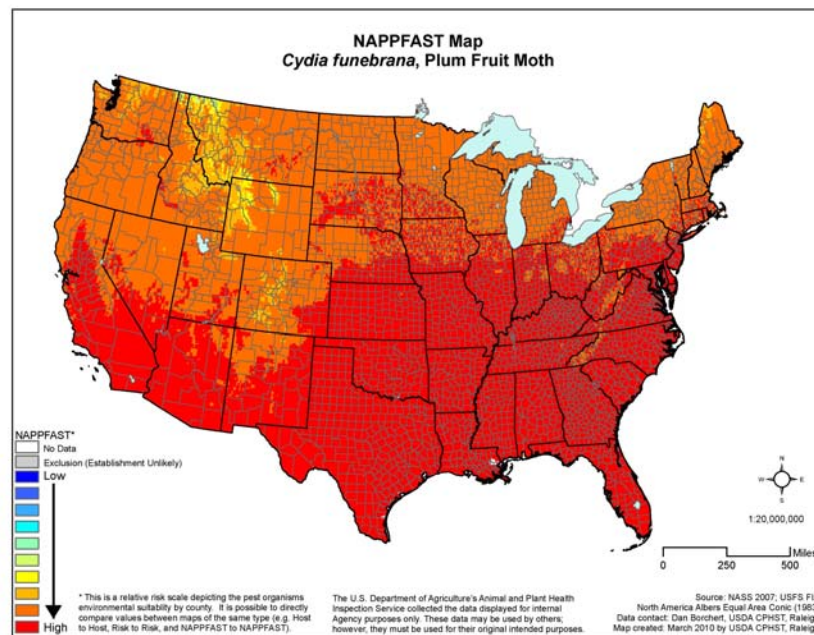 NAPPFAST Map
Cydia funebrana, Plum Fruit Moth
NAPPFAST*
No Data
Exclusion (Establishment Unlikely)
Low
High
N
W
E
S
1:20,000,000
0 250 500
Miles
* This is a relative risk scale depicting the pest organisms
environmental suitablity by county. It is possible to directly
compare values between maps of the same type (e.g. Host
to Host, Risk to Risk, and NAPPFAST to NAPPFAST).
The U.S. Department of Agriculture's Animal and Plant Health
Inspection Service collected the data displayed for internal
Agency purposes only. These data may be used by others;
however, they must be used for their original intended purposes.
Source: NASS 2007; USFS FI
North America Albers Equal Area Conic (1983
Data contact: Dan Borchert, USDA CPHST, Raleig
Map created: March 2010 by USDA CPHST, Raleig